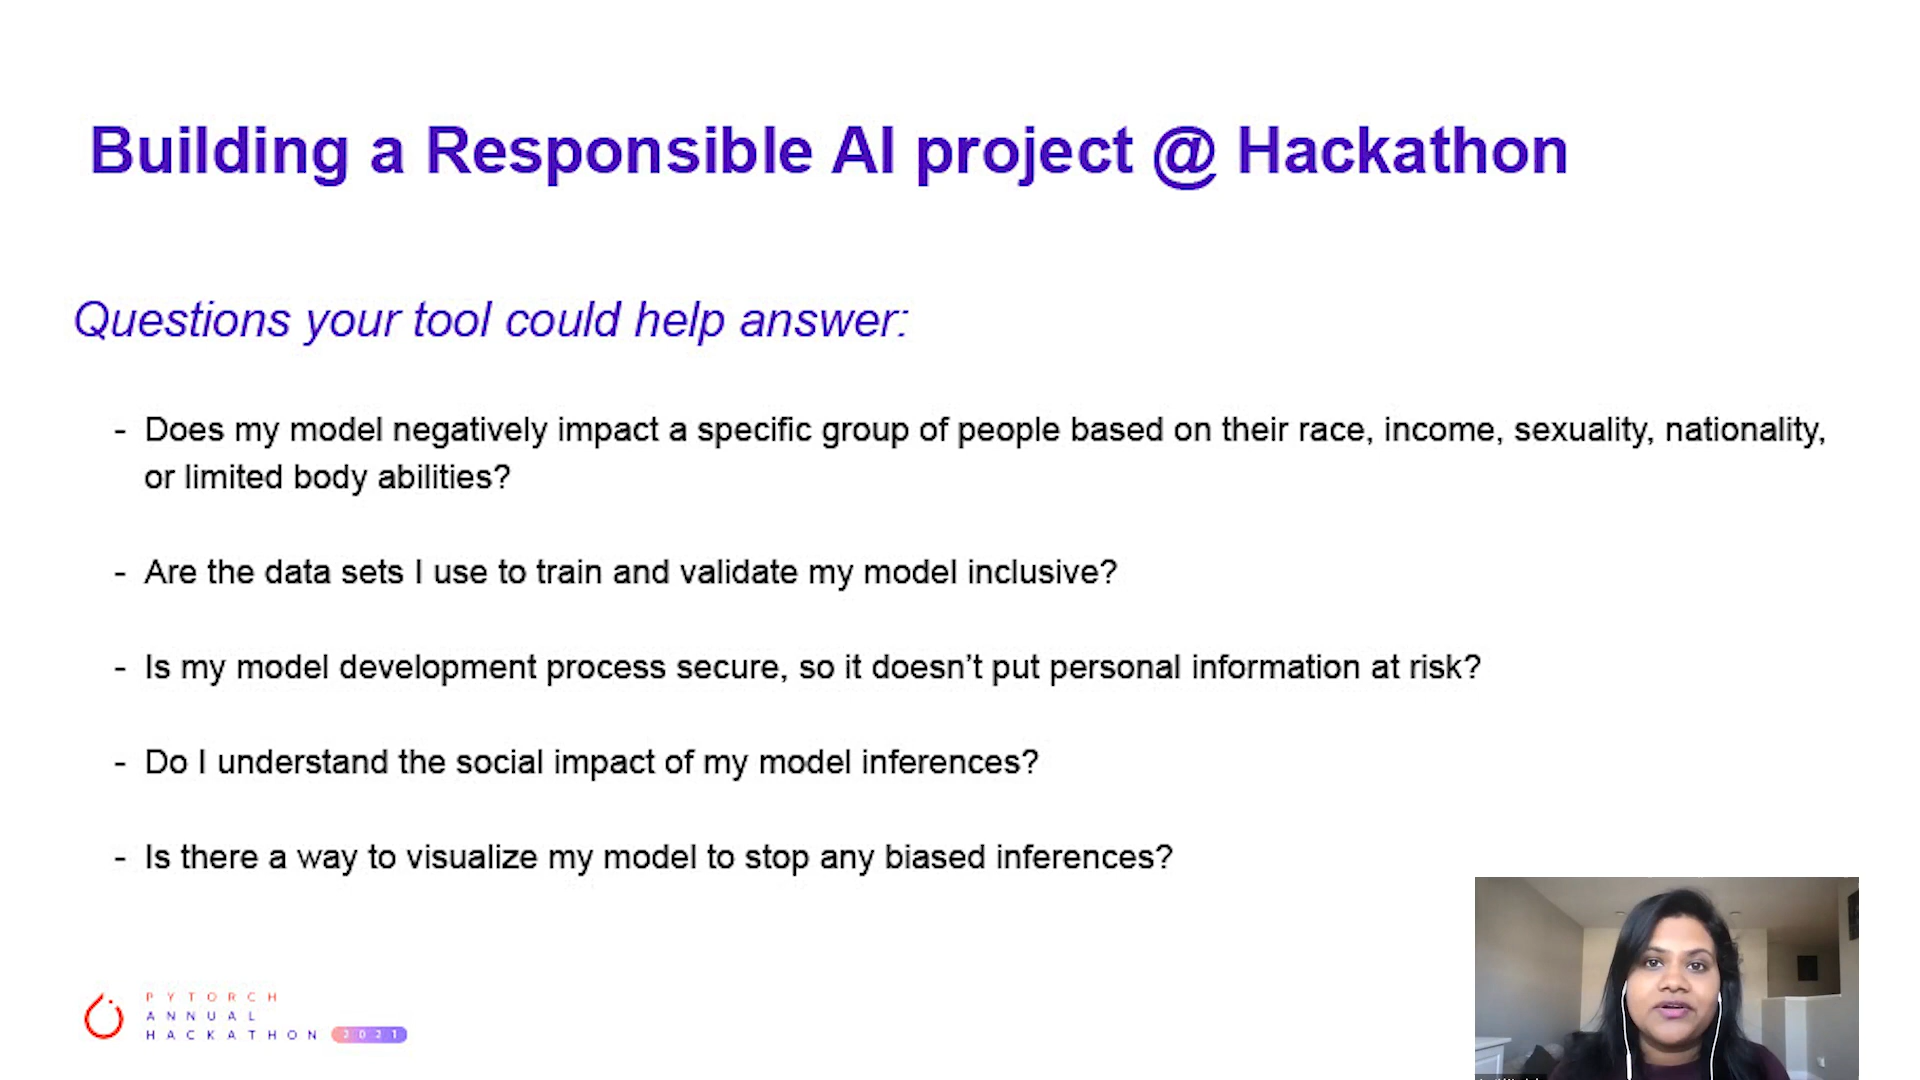 Building a Responsible AI project @ Hackathon
Questions your tool could help answer:
- Does my model negatively impact a specific group of people based on their race, income, sexuality, nationality,
or limited body abilities?
- Are the data sets I use to train and validate my model inclusive?
- Is my model development process secure, so it doesn’t put personal information at risk?
- Do I understand the social impact of my model inferences?
- Is there a way to visualize my model to stop any biased inferences?
PYTORCH
ANNUAL
HACKATHON 2021